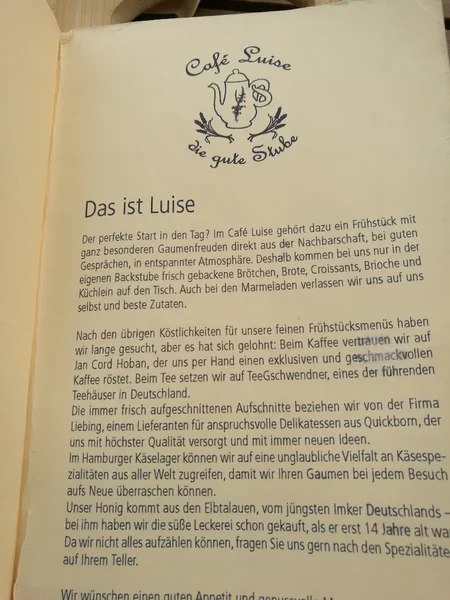 Café Luise
die gute Stube
Das ist Luise
Der perfekte Start in den Tag? Im Café Luise gehört dazu ein Frühstück mit
ganz besonderen Gaumenfreuden direkt aus der Nachbarschaft, bei guten
Gesprächen, in entspannter Atmosphäre. Deshalb kommen bei uns nur in der
eigenen Backstube frisch gebackene Brötchen, Brote, Croissants, Brioche und
Küchlein auf den Tisch. Auch bei den Marmeladen verlassen wir uns auf uns
selbst und beste Zutaten.
Nach den übrigen Köstlichkeiten für unsere feinen Frühstücksmenüs haben
wir lange gesucht, aber es hat sich gelohnt: Beim Kaffee vertrauen wir auf
Jan Cord Hoban, der uns per Hand einen exklusiven und geschmackvollen
Kaffee röstet. Beim Tee setzen wir auf TeeGschwendner, eines der führenden
Teehäuser in Deutschland.
Die immer frisch aufgeschnittenen Aufschnitte beziehen wir von der Firma
Liebing, einem Lieferanten für anspruchsvolle Delikatessen aus Quickborn, der
uns mit höchster Qualität versorgt und mit immer neuen Ideen.
Im Hamburger Käselager können wir auf eine unglaubliche Vielfalt an Käsespe-
zialitäten aus aller Welt zugreifen, damit wir Ihren Gaumen bei jedem Besuch
aufs Neue überraschen können.
Unser Honig kommt aus den Elbtalauen, vom jüngsten Imker Deutschlands –
bei ihm haben wir die süße Leckerei schon gekauft, als er erst 14 Jahre alt wa
Da wir nicht alles aufzählen können, fragen Sie uns gern nach den Spezialitäte
auf Ihrem Teller.
Wir wünschen einen guten Appetit und